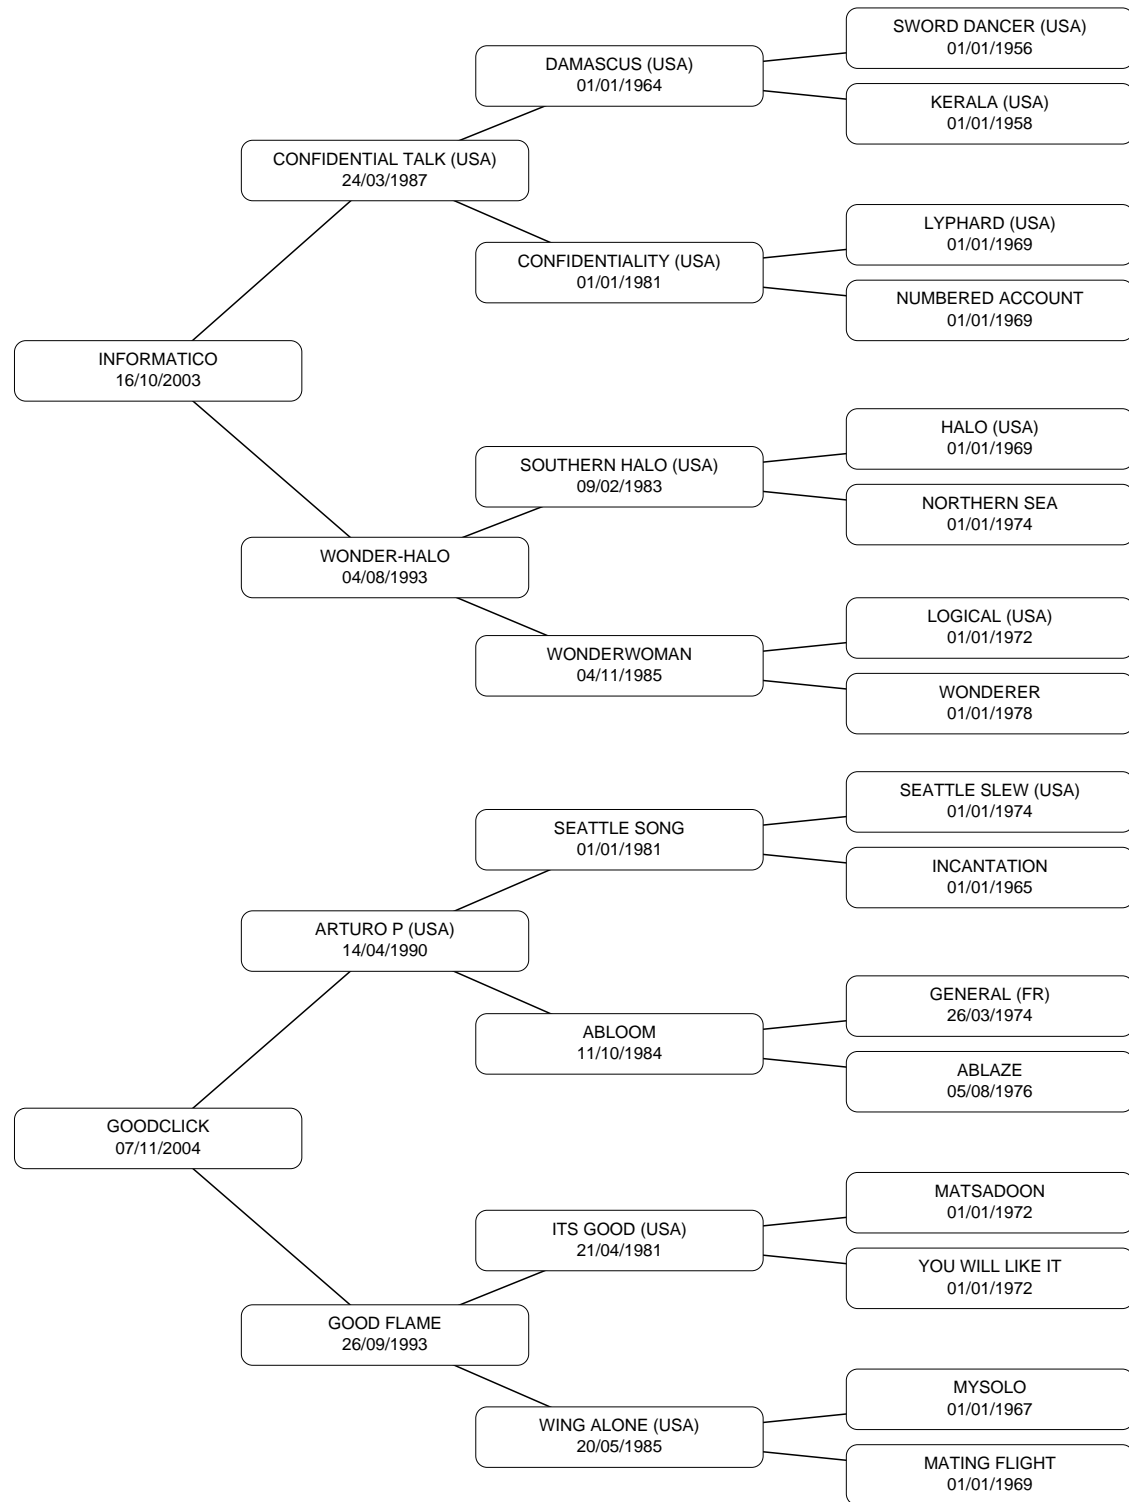 SWORD DANCER (USA)
01/01/1956
DAMASCUS (USA)
01/01/1964
KERALA (USA)
01/01/1958
CONFIDENTIAL TALK (USA)
24/03/1987
LYPHARD (USA)
01/01/1969
CONFIDENTIALITY (USA)
01/01/1981
NUMBERED ACCOUNT
01/01/1969
INFORMATICO
16/10/2003
HALO (USA)
01/01/1969
SOUTHERN HALO (USA)
09/02/1983
NORTHERN SEA
01/01/1974
WONDER-HALO
04/08/1993
LOGICAL (USA)
01/01/1972
WONDERWOMAN
04/11/1985
WONDERER
01/01/1978
SEATTLE SLEW (USA)
01/01/1974
SEATTLE SONG
01/01/1981
INCANTATION
01/01/1965
ARTURO P (USA)
14/04/1990
GENERAL (FR)
26/03/1974
ABLOOM
11/10/1984
ABLAZE
05/08/1976
GOODCLICK
07/11/2004
MATSADOON
01/01/1972
ITS GOOD (USA)
21/04/1981
YOU WILL LIKE IT
01/01/1972
GOOD FLAME
26/09/1993
MYSOLO
01/01/1967
WING ALONE (USA)
20/05/1985
MATING FLIGHT
01/01/1969